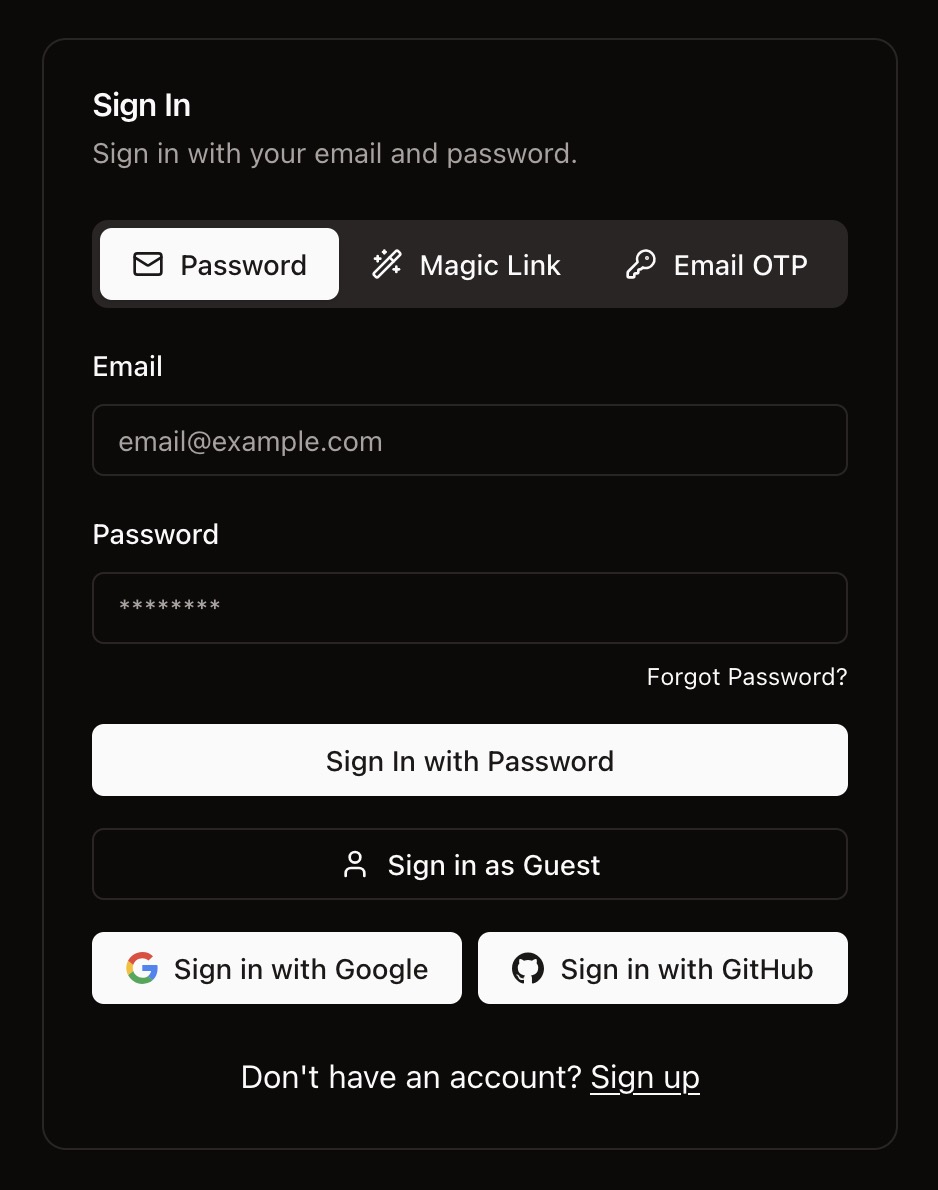 Sign In
Sign in with your email and password.
Password Magic Link Email OTP
Email
email@example.com
Password
********
Forgot Password?
Sign In with Password
Sign in as Guest
Sign in with Google Sign in with GitHub
Don't have an account? Sign up